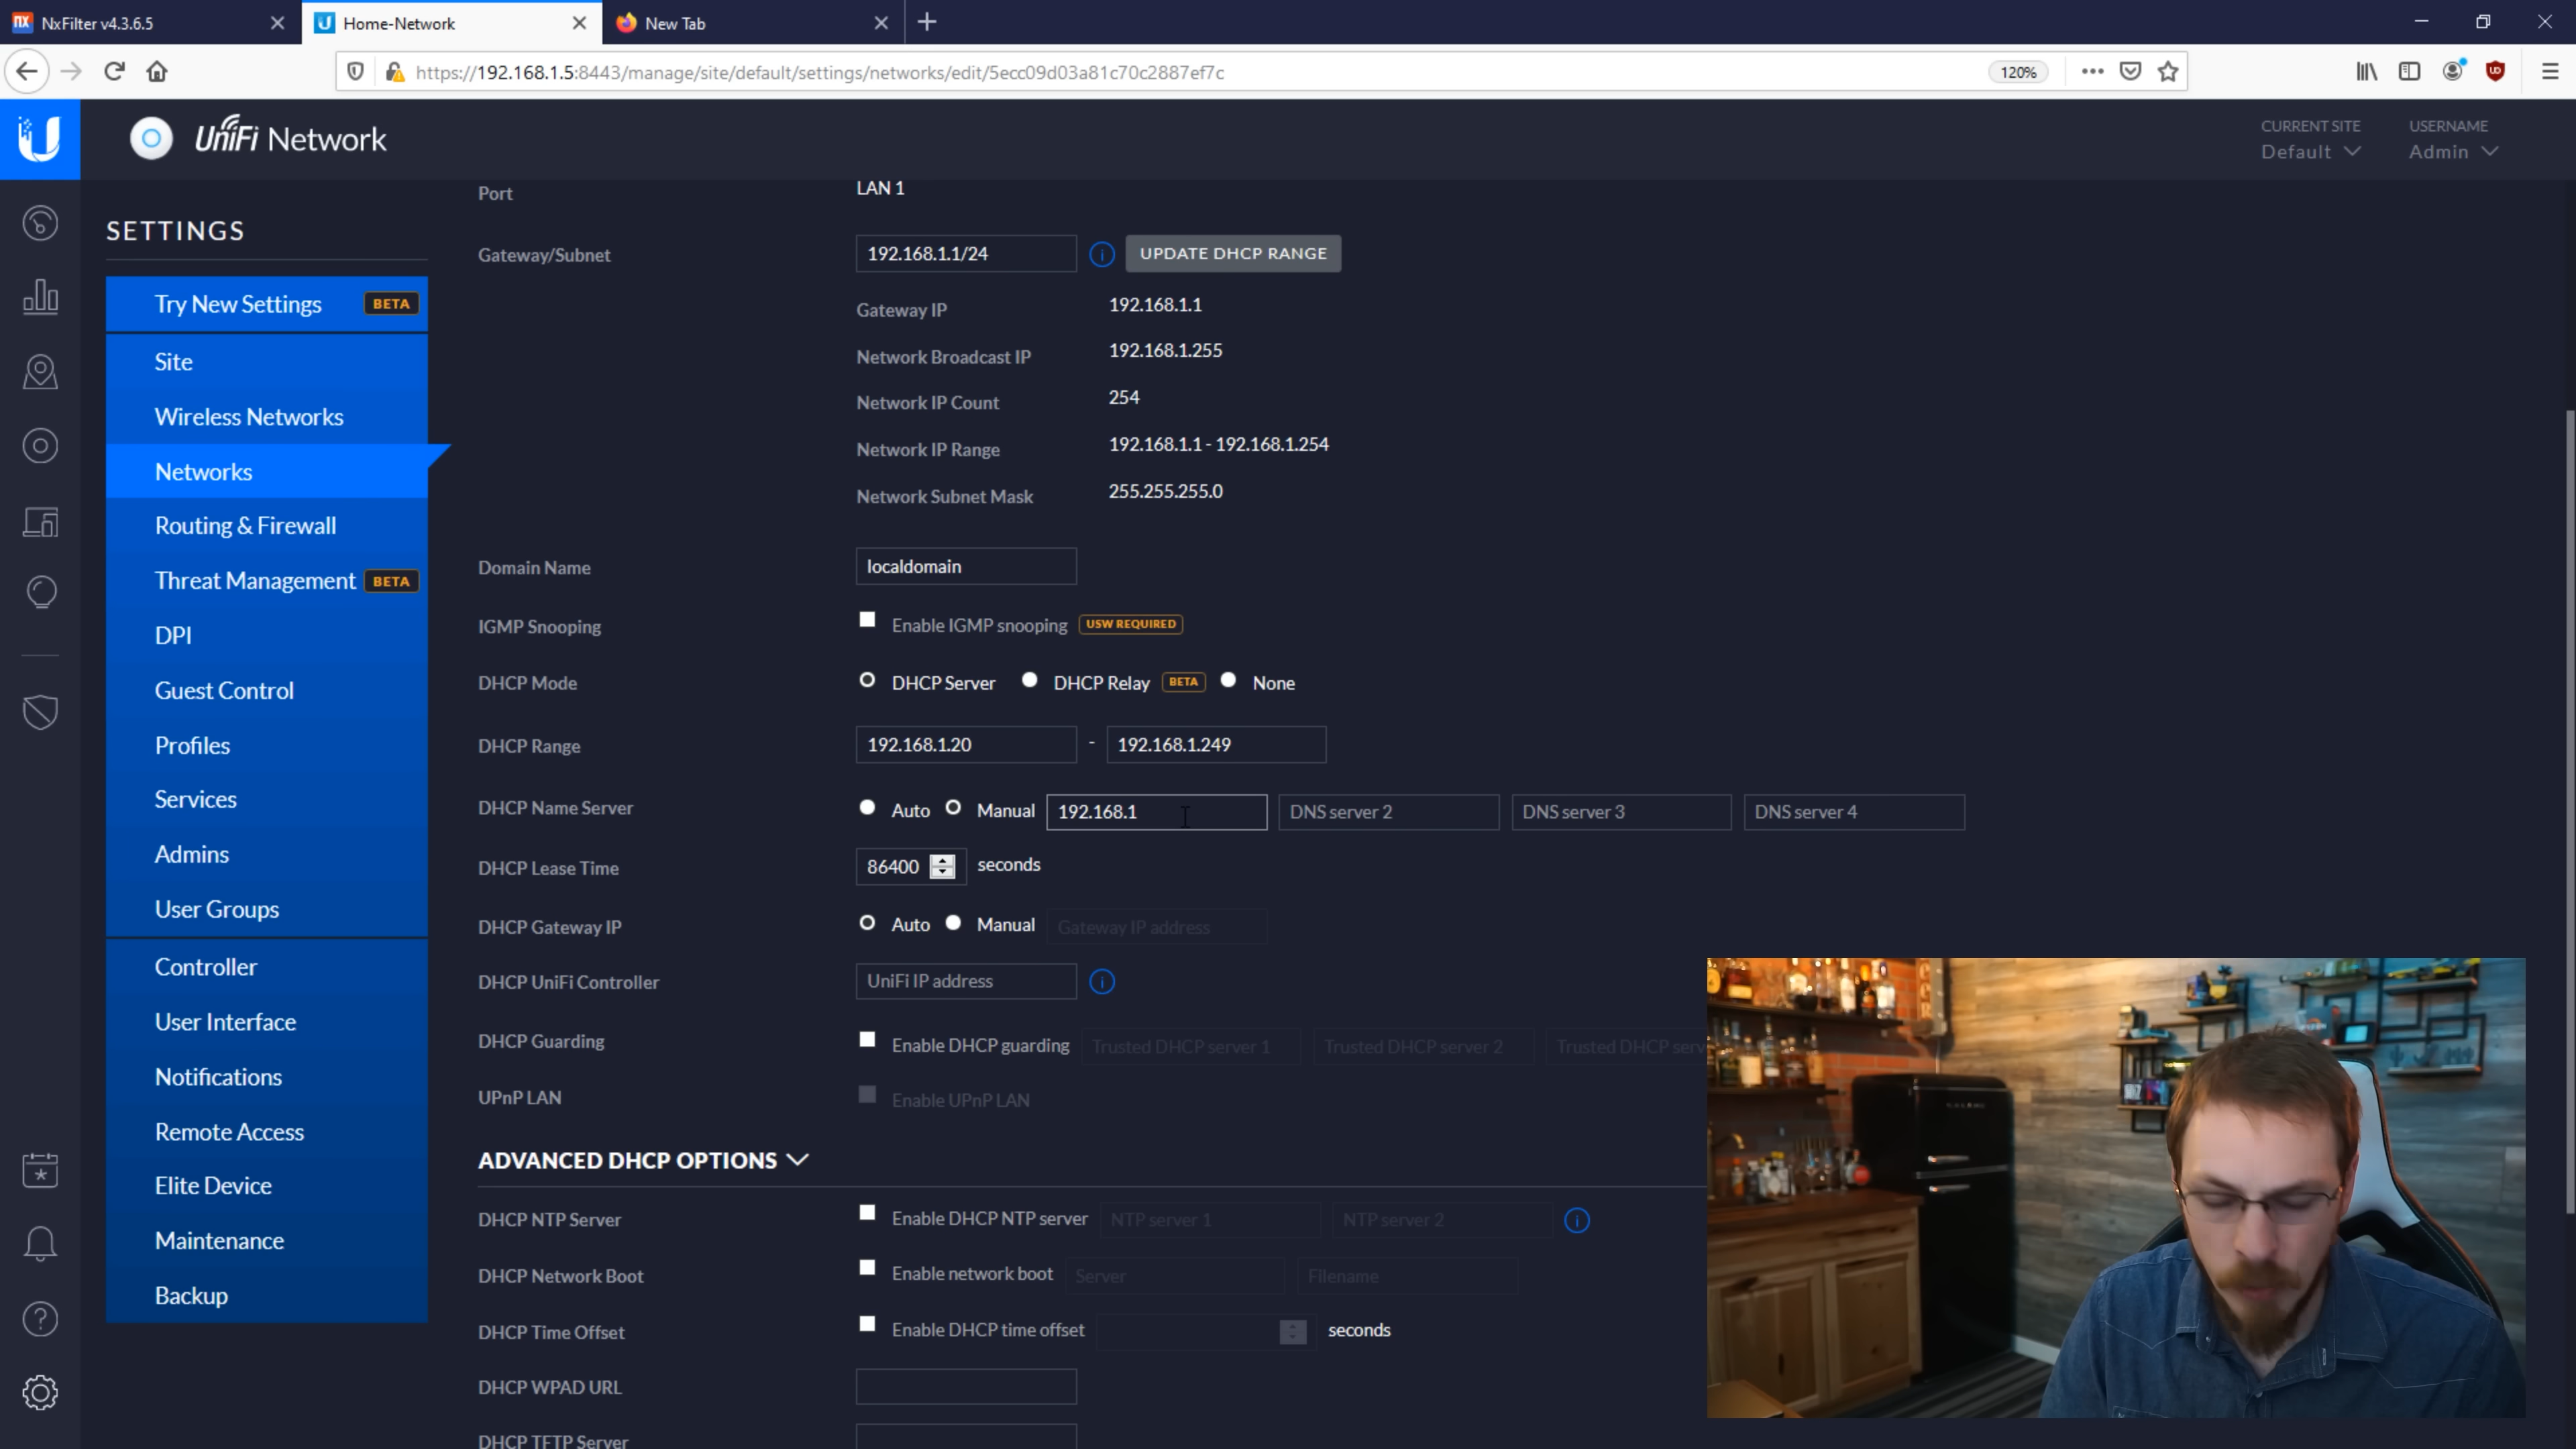 NxFilter v4.3.6.5
Home-Network
New Tab
https://192.168.1.5:8443/manage/site/default/settings/networks/edit/5ecc09d03a81c70c2887ef7c
120%
UniFi Network
CURRENT SITE
Default
USERNAME
Admin
SETTINGS
Try New Settings BETA
Site
Wireless Networks
Networks
Routing & Firewall
Threat Management BETA
DPI
Guest Control
Profiles
Services
Admins
User Groups
Controller
User Interface
Notifications
Remote Access
Elite Device
Maintenance
Backup
Port LAN 1
Gateway/Subnet 192.168.1.1/24 UPDATE DHCP RANGE
Gateway IP 192.168.1.1
Network Broadcast IP 192.168.1.255
Network IP Count 254
Network IP Range 192.168.1.1 - 192.168.1.254
Network Subnet Mask 255.255.255.0
Domain Name localdomain
IGMP Snooping Enable IGMP snooping USW REQUIRED
DHCP Mode DHCP Server DHCP Relay BETA None
DHCP Range 192.168.1.20 - 192.168.1.249
DHCP Name Server Auto Manual 192.168.1 DNS server 2 DNS server 3 DNS server 4
DHCP Lease Time 86400 seconds
DHCP Gateway IP Auto Manual Gateway IP address
DHCP UniFi Controller UniFi IP address
DHCP Guarding Enable DHCP guarding Trusted DHCP server 1 Trusted DHCP server 2 Trusted DHCP serv
UPnP LAN Enable UPnP LAN
ADVANCED DHCP OPTIONS
DHCP NTP Server Enable DHCP NTP server NTP server 1 NTP server 2
DHCP Network Boot Enable network boot Server Filename
DHCP Time Offset Enable DHCP time offset seconds
DHCP WPAD URL
DHCP TFTP Server